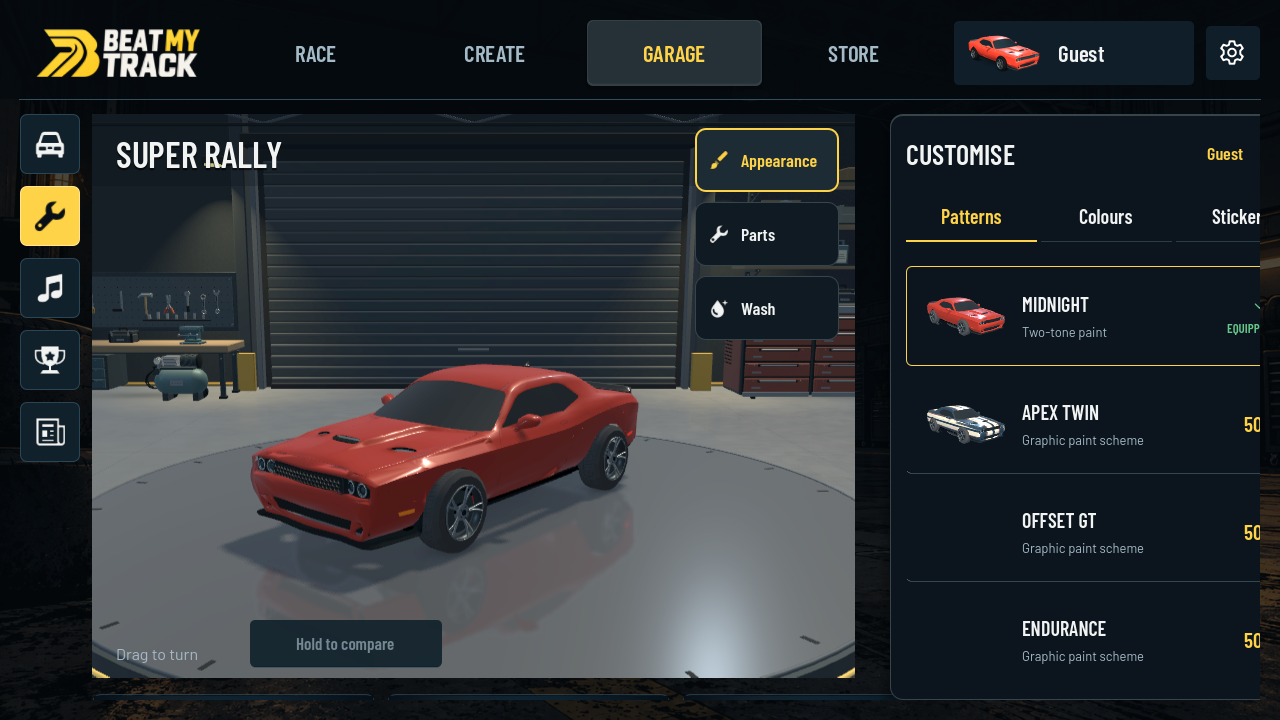 BEAT MY TRACK
RACE
CREATE
GARAGE
STORE
Guest
SUPER RALLY
Appearance
Parts
Wash
Hold to compare
Drag to turn
CUSTOMISE
Guest
Patterns
Colours
Sticker
MIDNIGHT
Two-tone paint
EQUIPP
APEX TWIN
Graphic paint scheme
50
OFFSET GT
Graphic paint scheme
50
ENDURANCE
Graphic paint scheme
50